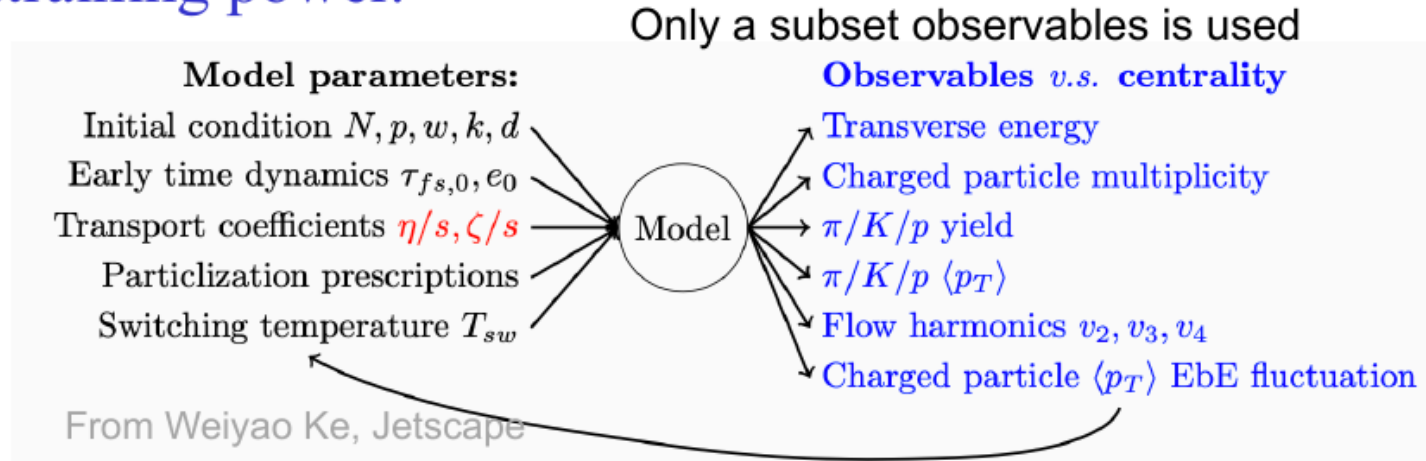 training power.
Only a subset observables is used
Model parameters:
Initial condition N, p, w, k, d
Early time dynamics τ_{fs,0}, e_0
Transport coefficients η/s, ζ/s
Particlization prescriptions
Switching temperature T_{sw}
Model
Observables v.s. centrality
Transverse energy
Charged particle multiplicity
π/K/p yield
π/K/p ⟨p_T⟩
Flow harmonics v_2, v_3, v_4
Charged particle ⟨p_T⟩ EbE fluctuation
From Weiyao Ke, Jetscape